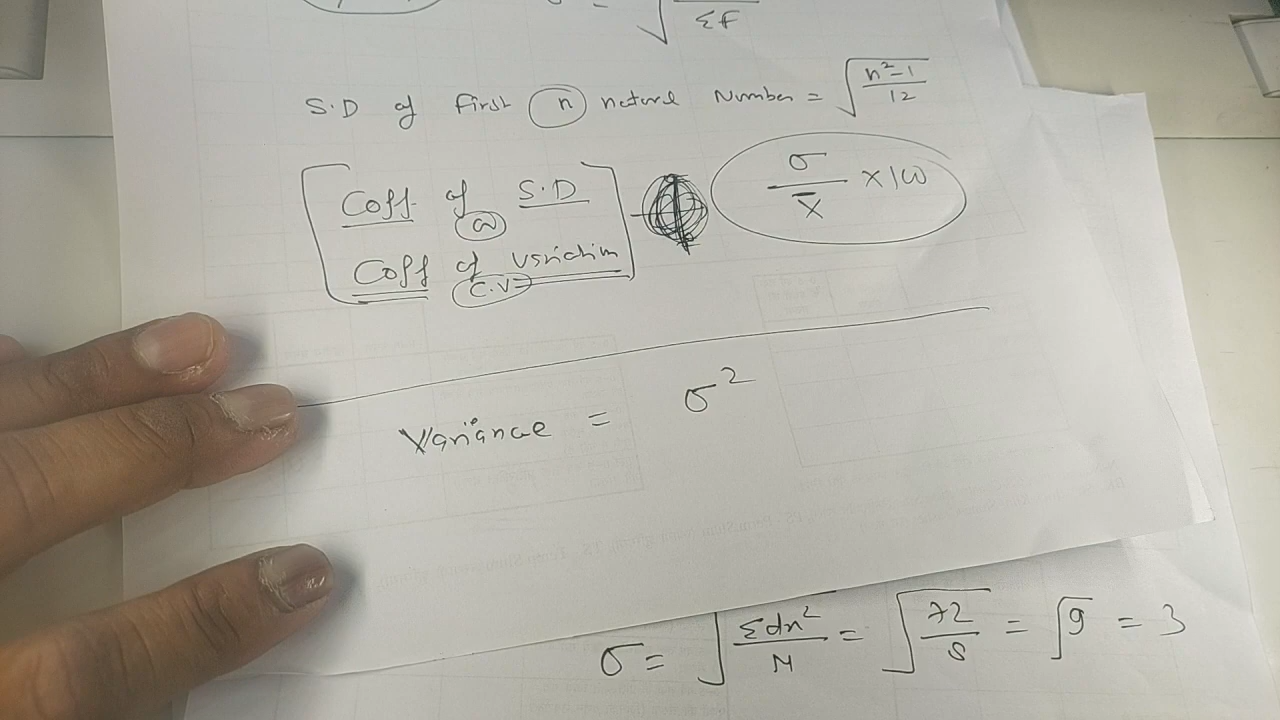 σ = √ ΣF
S.D of first n natural Number = √(n²-1 / 12)
Coff of S.D
σ / x̄ × 100
Coff of
C.V =
Variance = σ²
σ = √(Σdx² / N) = √(72 / 8) = √9 = 3